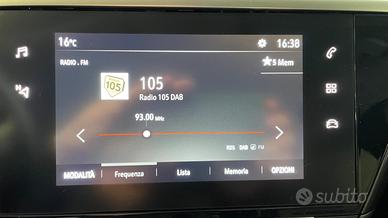 16°C
16:38
RADIO . FM
5 Mem
105
105
Radio 105 DAB
93.00 MHz
RDS DAB FM
MODALITÀ Frequenza Lista Memoria OPZIONI
subito